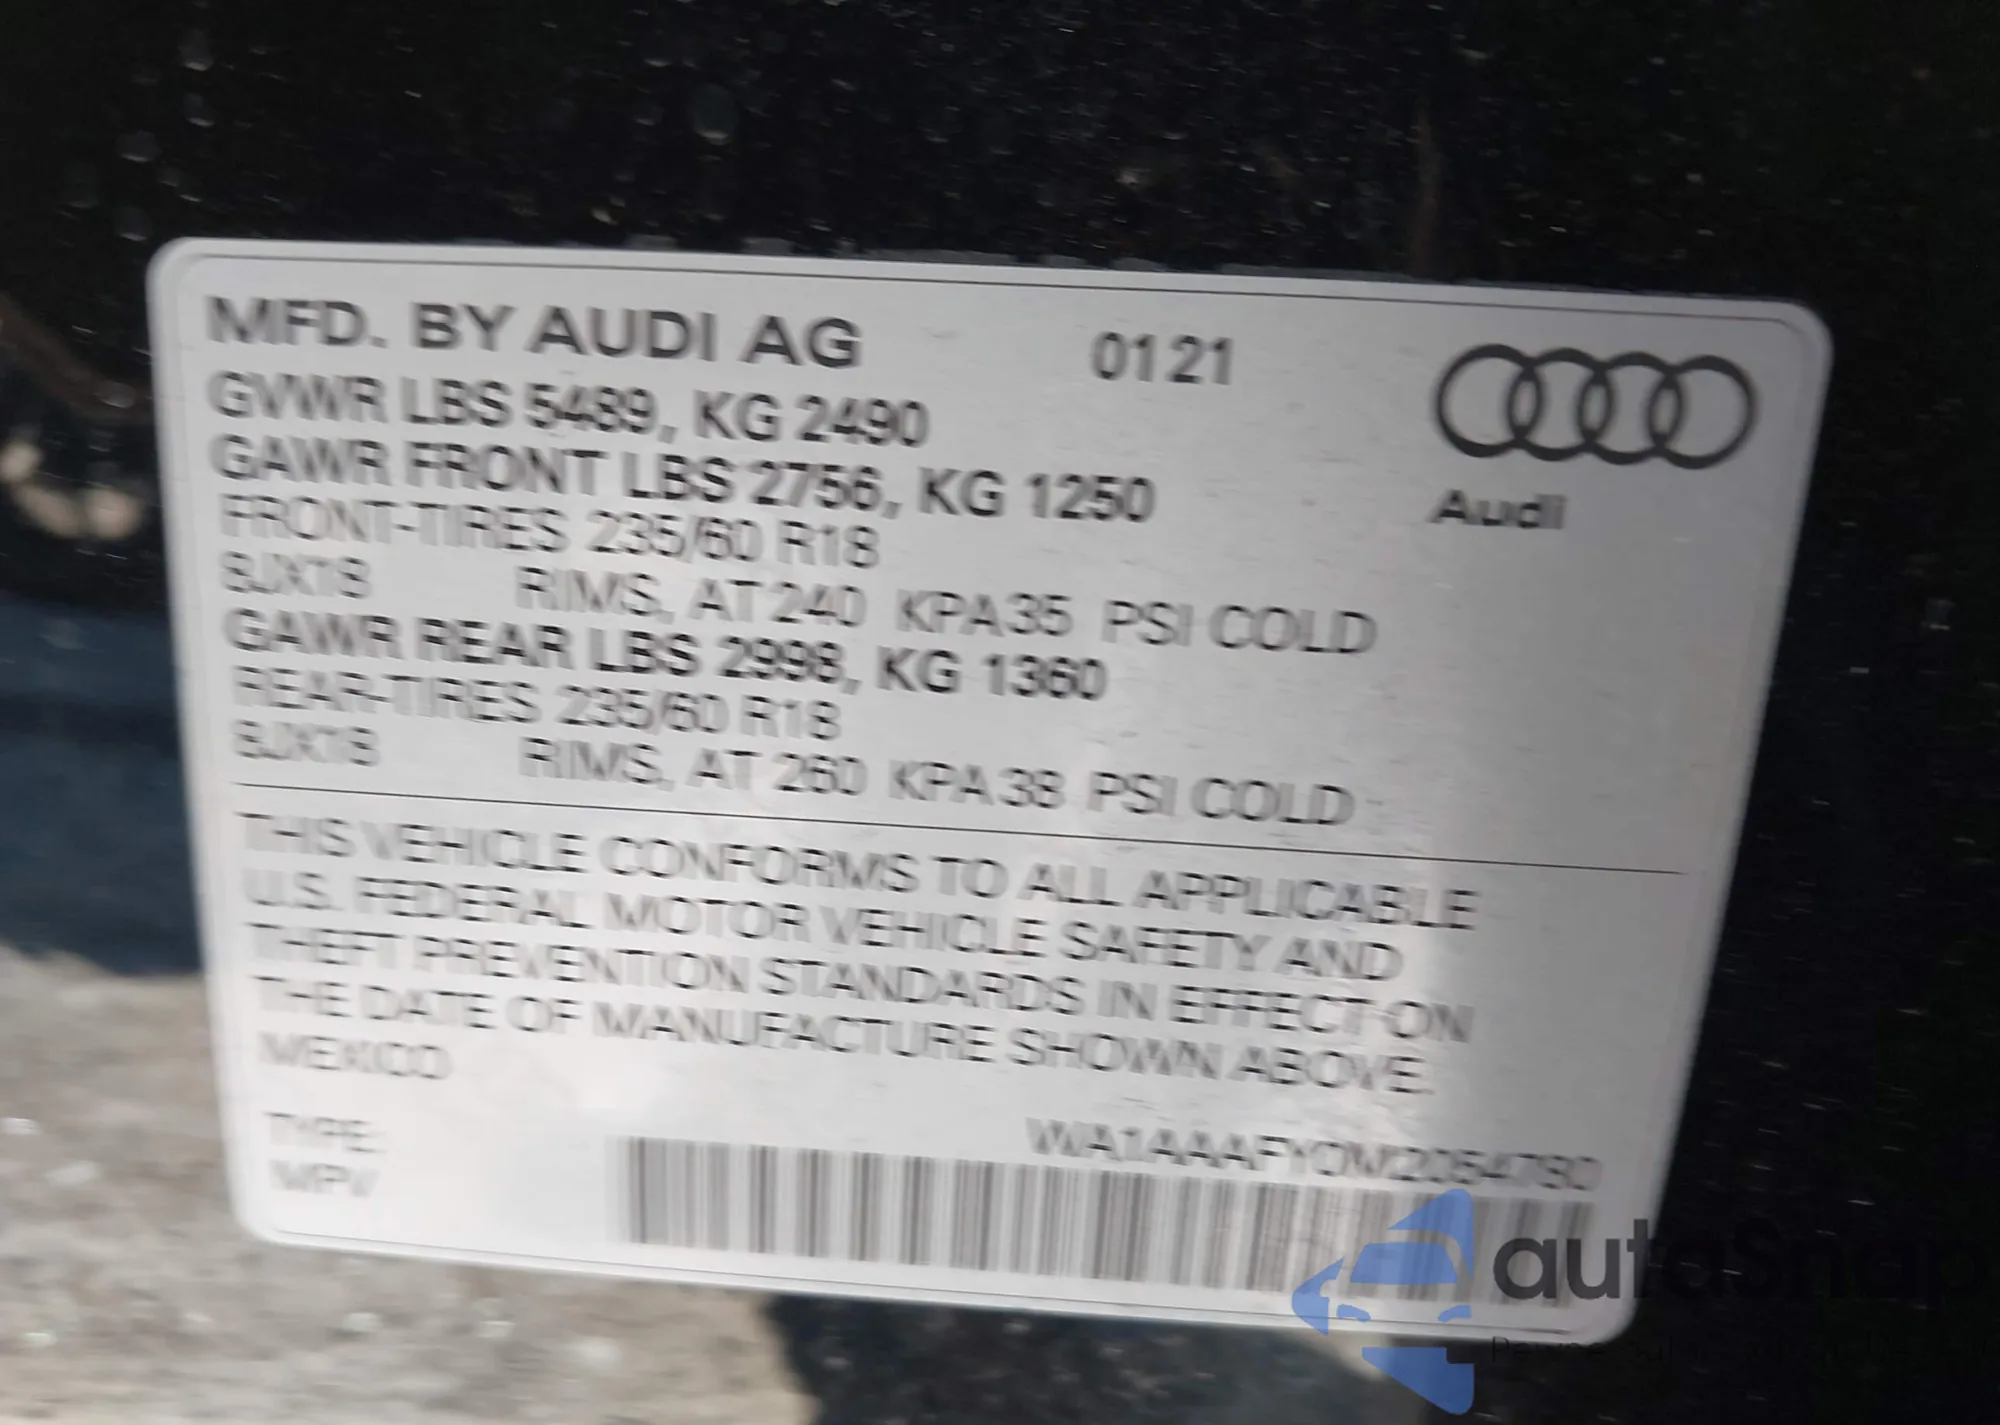 MFD. BY AUDI AG 0121
GVWR LBS 5489, KG 2490
GAWR FRONT LBS 2756, KG 1250
Audi
FRONT-TIRES 235/60 R18
8JX18 RIMS, AT 240 KPA 35 PSI COLD
GAWR REAR LBS 2998, KG 1360
REAR-TIRES 235/60 R18
8JX18 RIMS, AT 260 KPA 38 PSI COLD
THIS VEHICLE CONFORMS TO ALL APPLICABLE
U.S. FEDERAL MOTOR VEHICLE SAFETY AND
THEFT PREVENTION STANDARDS IN EFFECT ON
THE DATE OF MANUFACTURE SHOWN ABOVE.
MEXICO
TYPE:
MPV
WA1AAAFY0M2054780
autoSnap